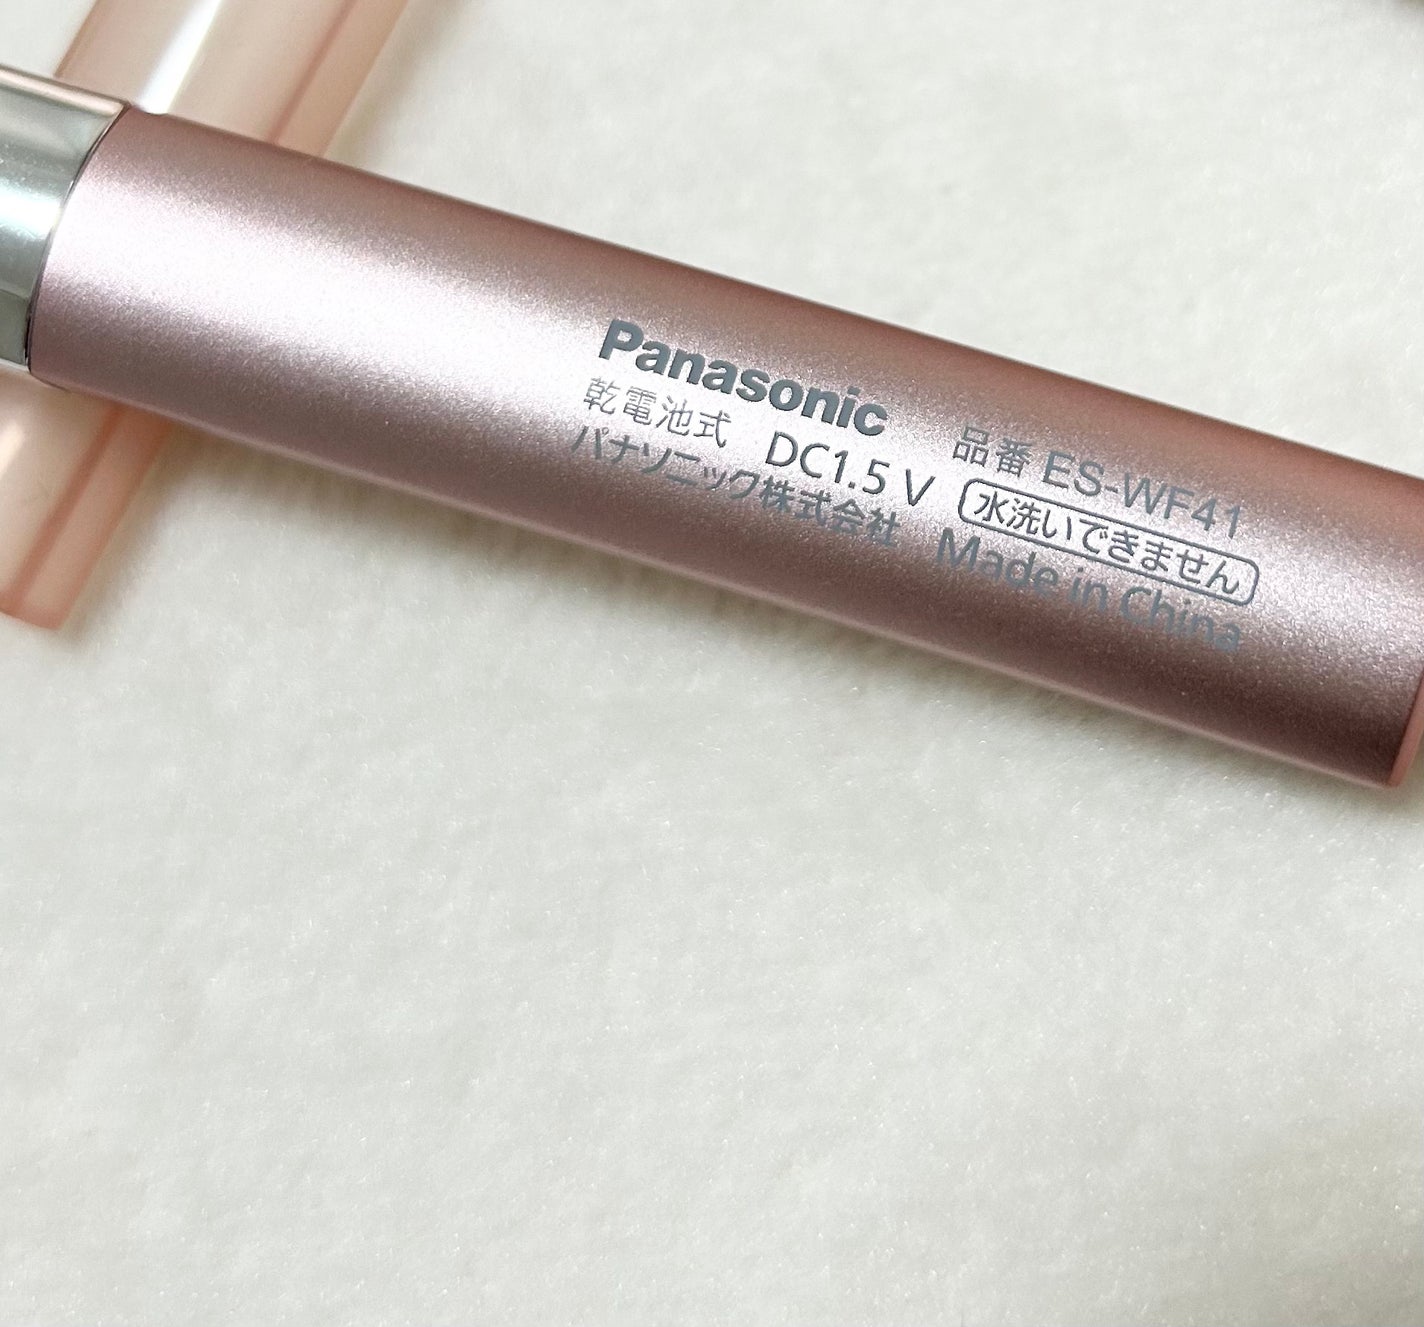 Panasonic 品番 ES-WF41
乾電池式 DC1.5 V 水洗いできません
パナソニック株式会社 Made in China